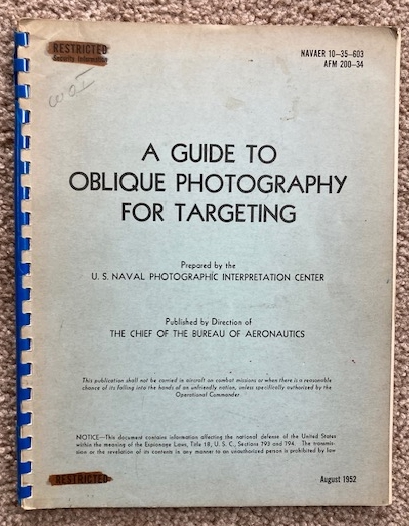 RESTRICTED
Security Information
NAVAER 10-35-603
AFM 200-34
A GUIDE TO
OBLIQUE PHOTOGRAPHY
FOR TARGETING
Prepared by the
U. S. NAVAL PHOTOGRAPHIC INTERPRETATION CENTER
Published by Direction of
THE CHIEF OF THE BUREAU OF AERONAUTICS
This publication shall not be carried in aircraft on combat missions or when there is a reasonable
chance of its falling into the hands of an unfriendly nation, unless specifically authorized by the
Operational Commander.
NOTICE—This document contains information affecting the national defense of the United States
within the meaning of the Espionage Laws, Title 18, U. S. C., Sections 793 and 794. The transmis-
sion or the revelation of its contents in any manner to an unauthorized person is prohibited by law
RESTRICTED
August 1952